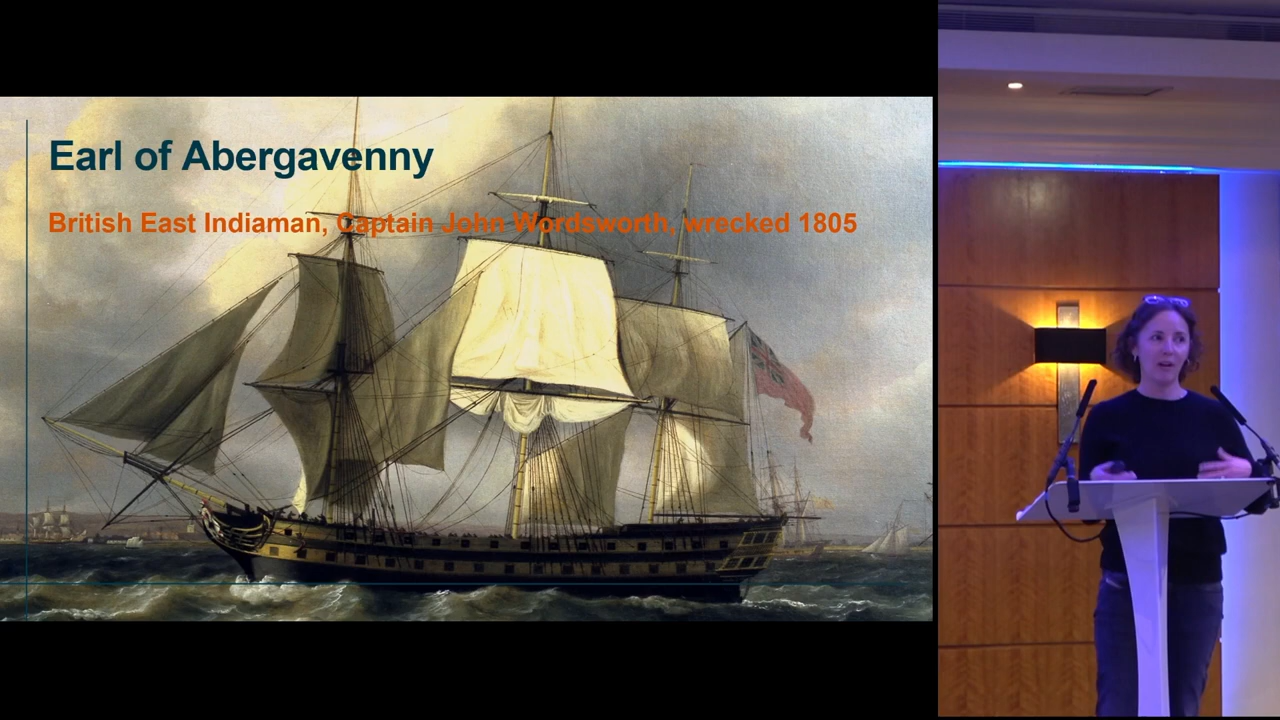 Earl of Abergavenny
British East Indiaman, Captain John Wordsworth, wrecked 1805